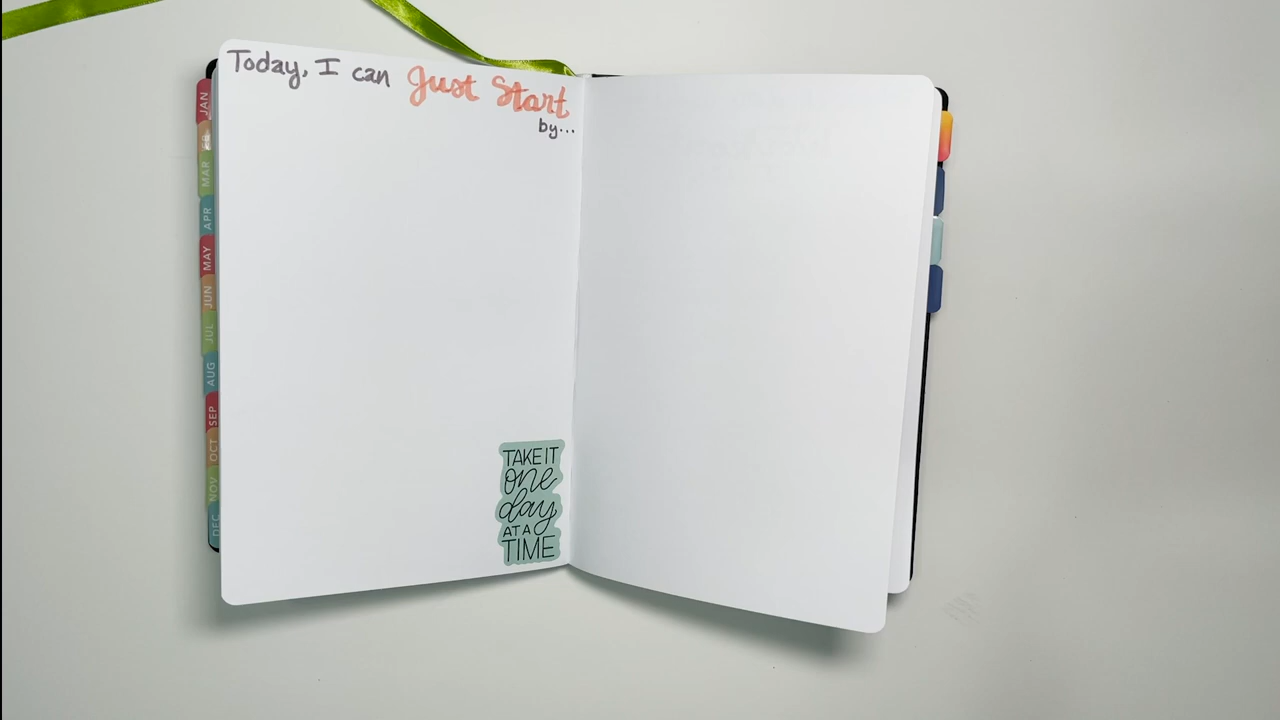 Today, I can Just Start
by...
TAKE IT
one
day
AT A
TIME
JAN
FEB
MAR
APR
MAY
JUN
JUL
AUG
SEP
OCT
NOV
DEC